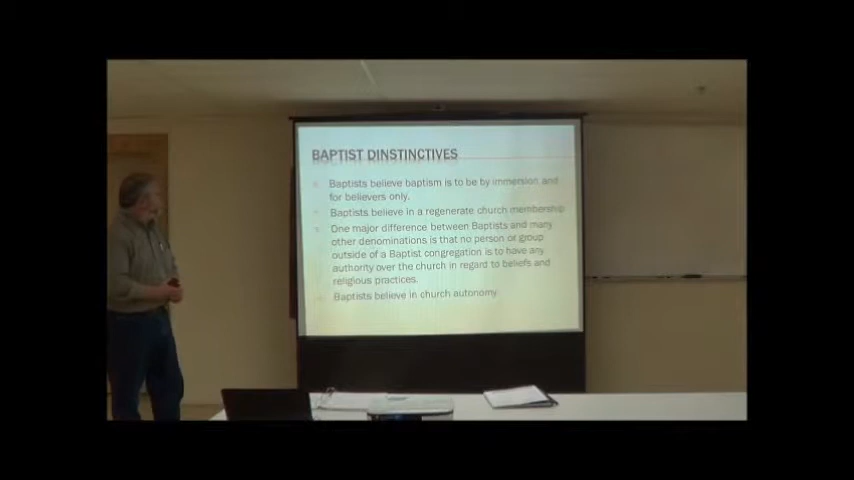 BAPTIST DINSTINCTIVES
Baptists believe baptism is to be by immersion and
for believers only.
Baptists believe in a regenerate church membership
One major difference between Baptists and many
other denominations is that no person or group
outside of a Baptist congregation is to have any
authority over the church in regard to beliefs and
religious practices.
Baptists believe in church autonomy